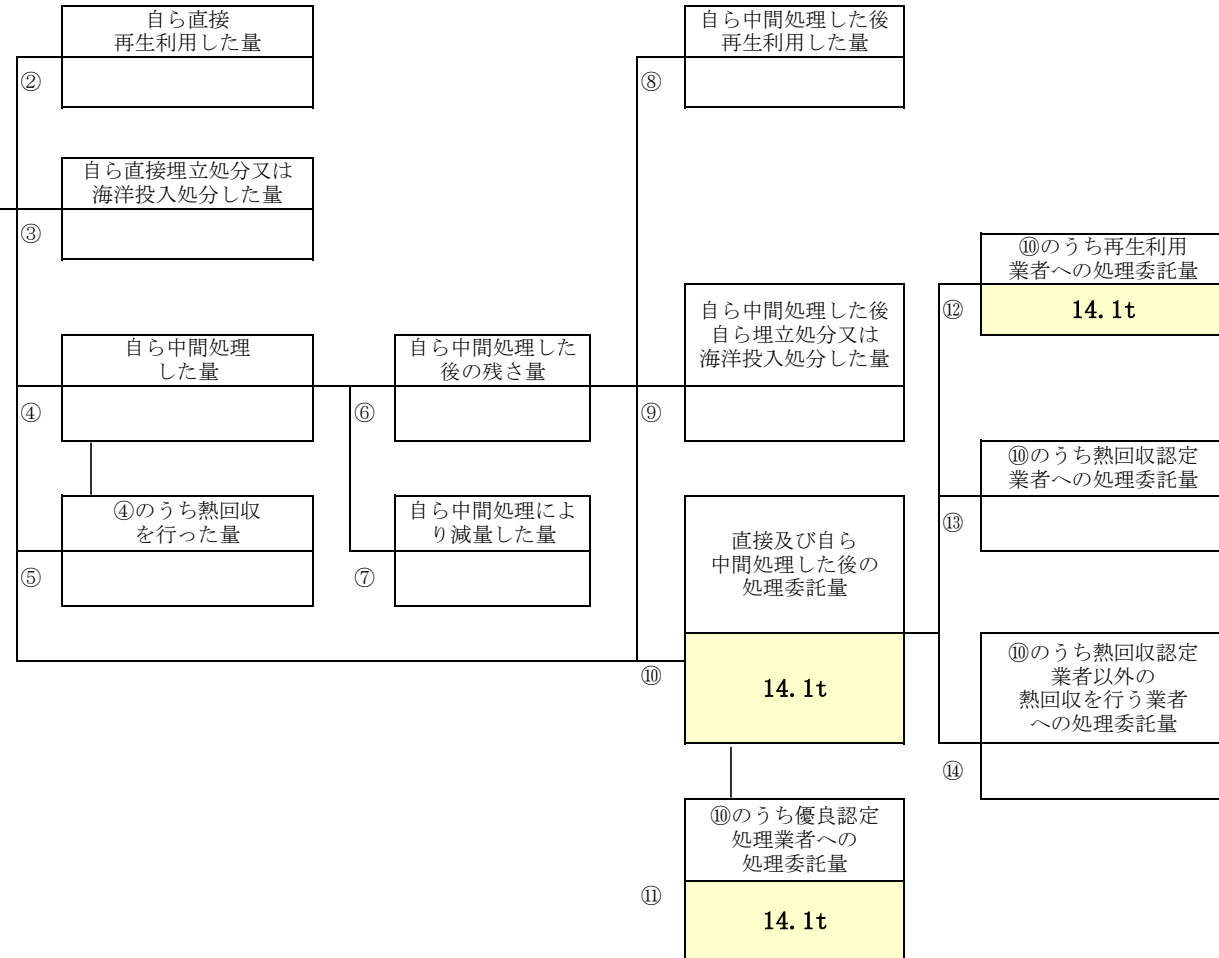 自ら直接
再生利用した量
②
自ら中間処理した後
再生利用した量
⑧
自ら直接埋立処分又は
海洋投入処分した量
③
⑩のうち再生利用
業者への処理委託量
⑫
14.1t
自ら中間処理
した量
④
自ら中間処理した
後の残さ量
⑥
自ら中間処理した後
自ら埋立処分又は
海洋投入処分した量
⑨
⑩のうち熱回収認定
業者への処理委託量
⑬
④のうち熱回収
を行った量
⑤
自ら中間処理によ
り減量した量
⑦
直接及び自ら
中間処理した後の
処理委託量
⑩
14.1t
⑩のうち熱回収認定
業者以外の
熱回収を行う業者
への処理委託量
⑭
⑩のうち優良認定
処理業者への
処理委託量
⑪
14.1t